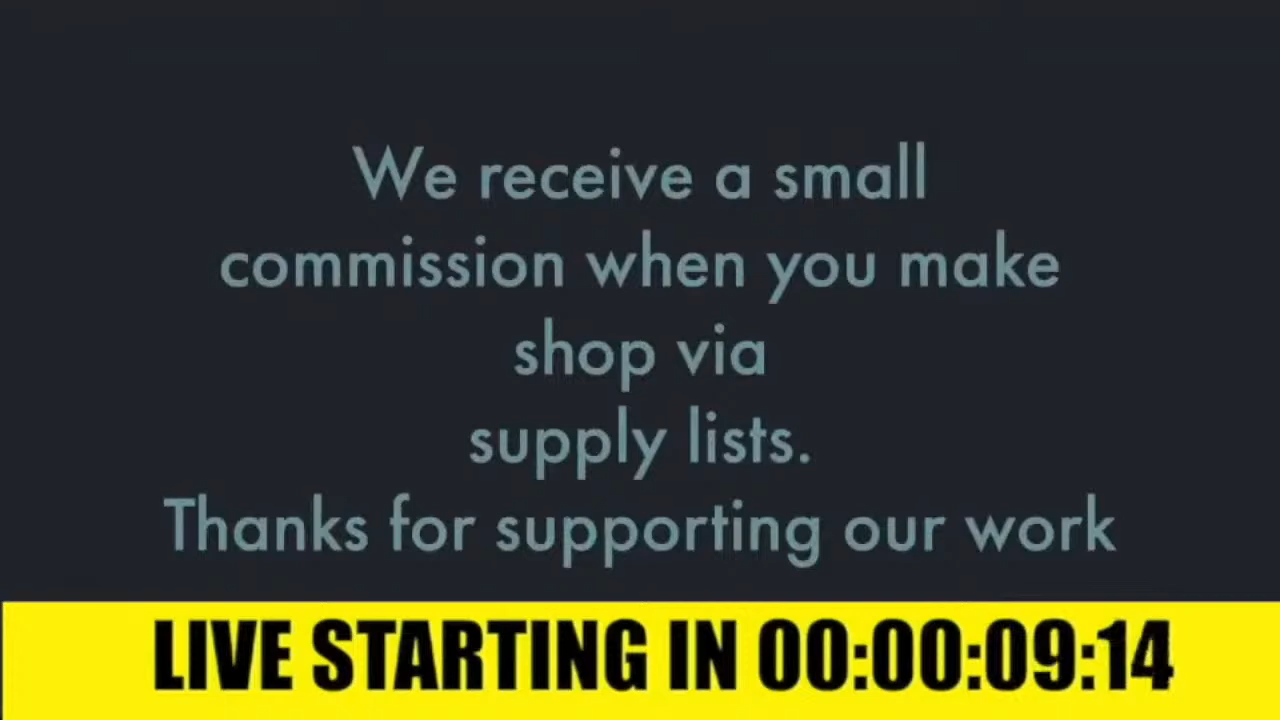 We receive a small
commission when you make
shop via
supply lists.
Thanks for supporting our work
LIVE STARTING IN 00:00:09:14